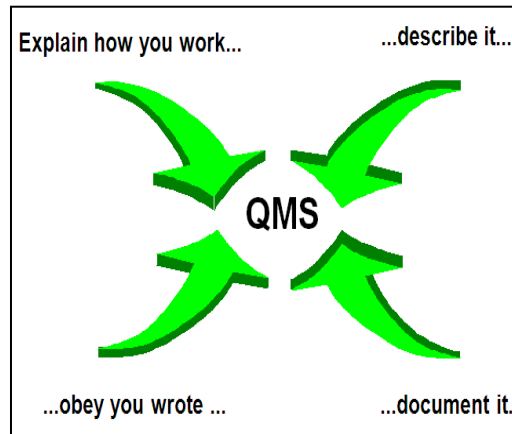 Explain how you work...
...describe it...
QMS
...obey you wrote ...
...document it.